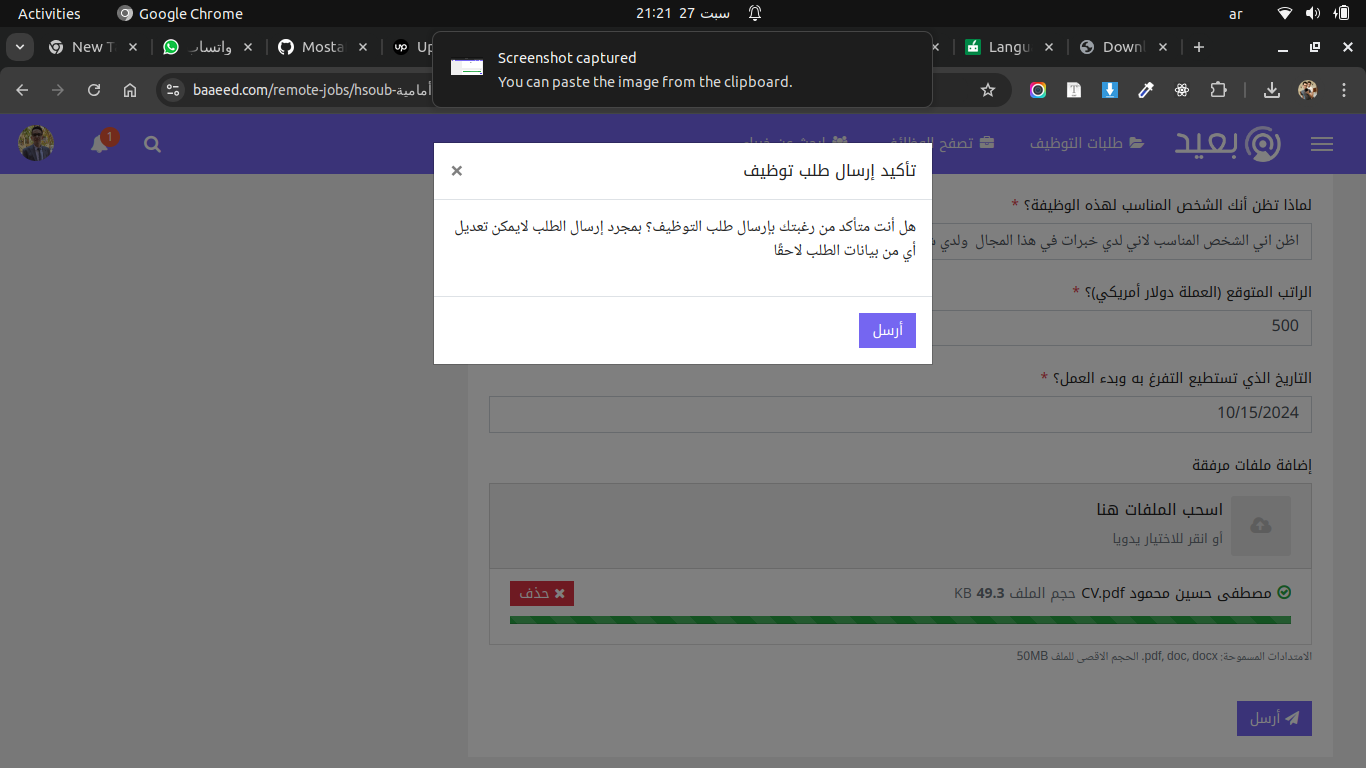 Activities
Google Chrome
سبت 27 21:21
ar
New T
واتساب
Mosta
Up
Langu
Downl
Screenshot captured
You can paste the image from the clipboard.
baaeed.com/remote-jobs/hsoub-أمامية
1
بعيد
طلبات التوظيف
تصفح الوظائف
تأكيد إرسال طلب توظيف
×
هل أنت متأكد من رغبتك بإرسال طلب التوظيف؟ بمجرد إرسال الطلب لايمكن تعديل
أي من بيانات الطلب لاحقًا
أرسل
لماذا تظن أنك الشخص المناسب لهذه الوظيفة؟ *
اظن اني الشخص المناسب لاني لدي خبرات في هذا المجال ولدي
الراتب المتوقع (العملة دولار أمريكي)؟ *
500
التاريخ الذي تستطيع التفرغ به وبدء العمل؟ *
10/15/2024
إضافة ملفات مرفقة
اسحب الملفات هنا
أو انقر للاختيار يدويا
مصطفى حسين محمود CV.pdf حجم الملف 49.3 KB
حذف
الامتدادات المسموحة: pdf, doc, docx. الحجم الاقصى للملف 50MB
أرسل